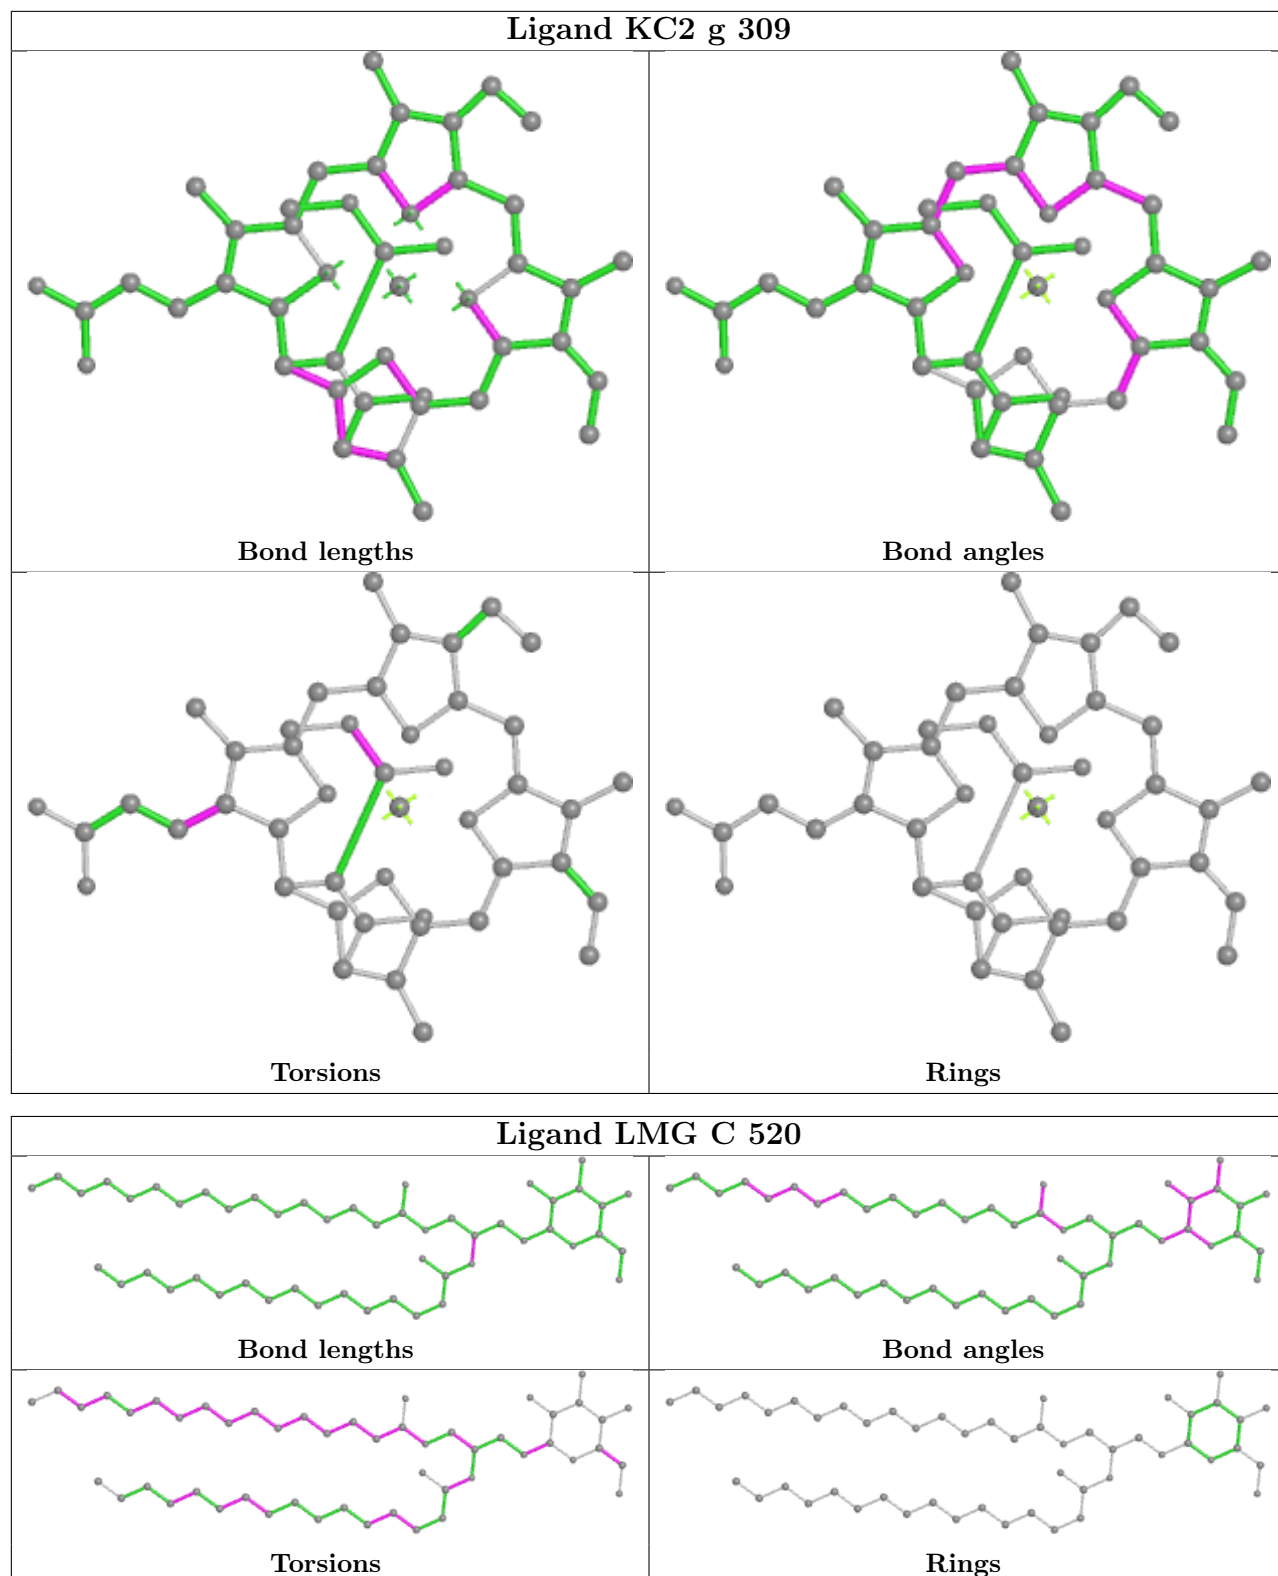 Ligand KC2 g 309
Bond lengths
Bond angles
Torsions
Rings
Ligand LMG C 520
Bond lengths
Bond angles
Torsions
Rings